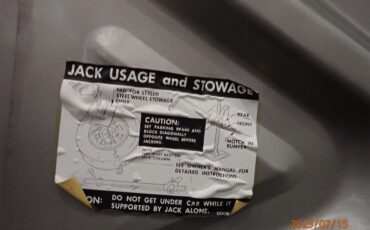 JACK USAGE and STOWAGE
PAD FOR STYLED
STEEL WHEEL STOWAGE
ONLY
REAR
FRONT
CAUTION:
SET PARKING BRAKE AND
BLOCK DIAGONALLY
OPPOSITE WHEEL BEFORE
JACKING.
NOTCH IN
BUMPER
SEE OWNER'S MANUAL FOR
DETAILED INSTRUCTIONS
ON: DO NOT GET UNDER CAR WHILE IT
SUPPORTED BY JACK ALONE.
2023/07/15